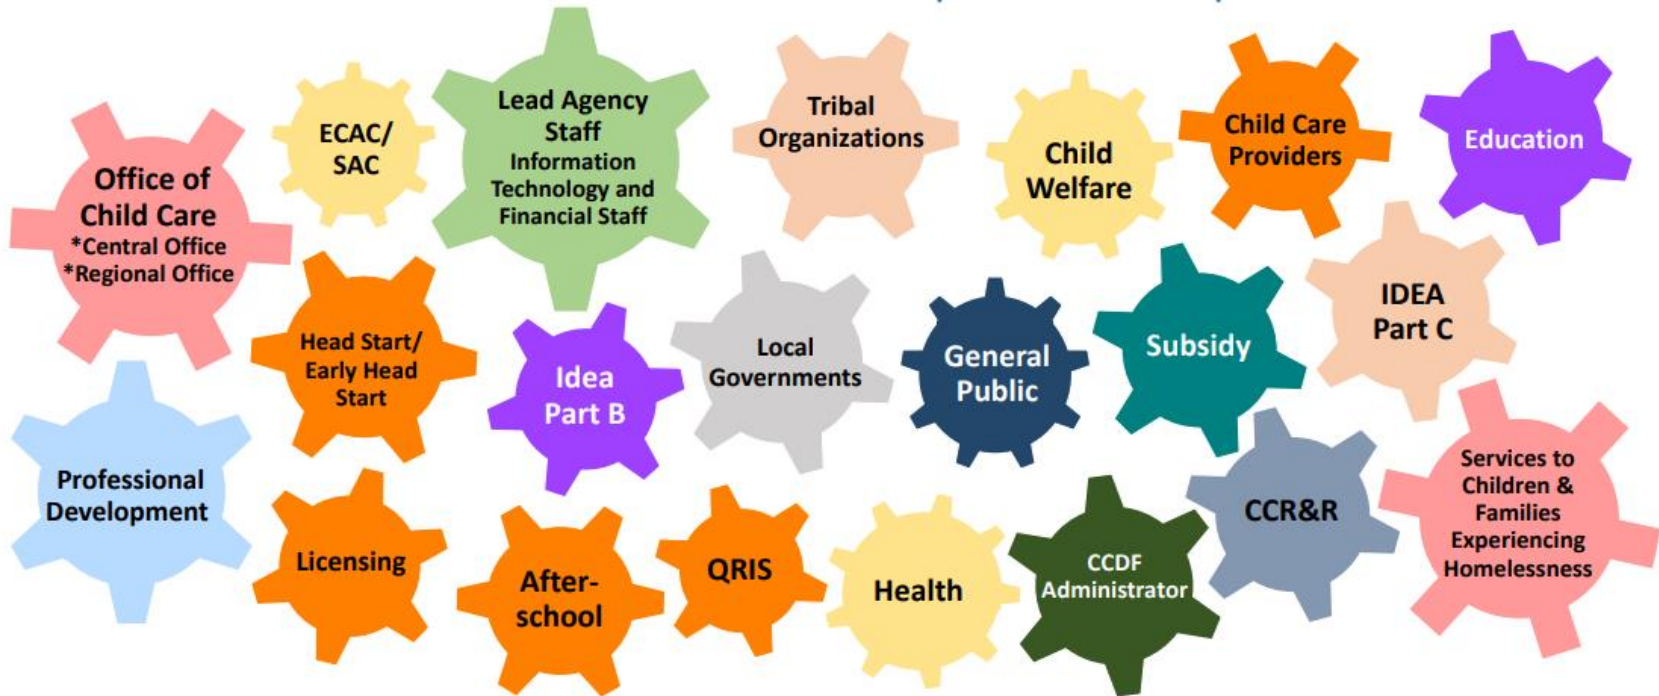 Office of
Child Care
*Central Office
*Regional Office
ECAC/
SAC
Lead Agency
Staff
Information
Technology and
Financial Staff
Tribal
Organizations
Child
Welfare
Child Care
Providers
Education
Head Start/
Early Head
Start
Idea
Part B
Local
Governments
General
Public
Subsidy
IDEA
Part C
Professional
Development
Licensing
After-
school
QRIS
Health
CCDF
Administrator
CCR&R
Services to
Children &
Families
Experiencing
Homelessness